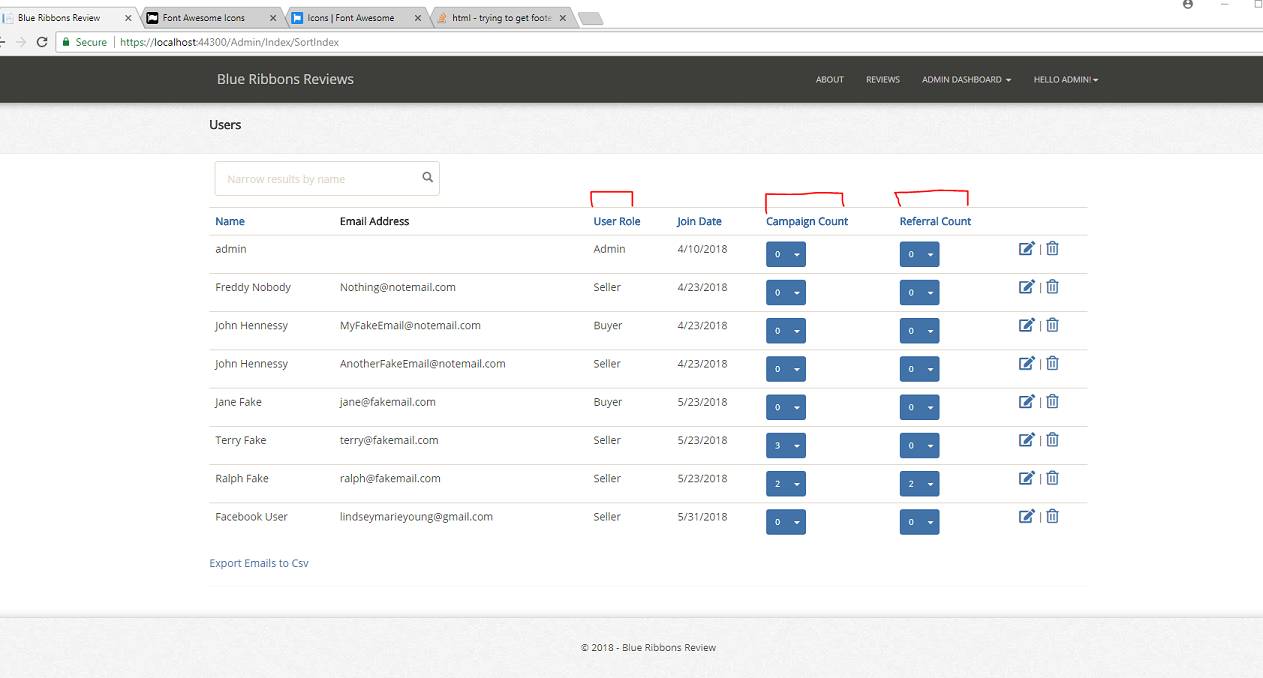 Blue Ribbons Review Font Awesome Icons Icons | Font Awesome html - trying to get foote
Secure https://localhost:44300/Admin/Index/SortIndex
Blue Ribbons Reviews ABOUT REVIEWS ADMIN DASHBOARD HELLO ADMIN!
Users
Narrow results by name
Name Email Address User Role Join Date Campaign Count Referral Count
admin Admin 4/10/2018 0 0 |
Freddy Nobody Nothing@notemail.com Seller 4/23/2018 0 0 |
John Hennessy MyFakeEmail@notemail.com Buyer 4/23/2018 0 0 |
John Hennessy AnotherFakeEmail@notemail.com Seller 4/23/2018 0 0 |
Jane Fake jane@fakemail.com Buyer 5/23/2018 0 0 |
Terry Fake terry@fakemail.com Seller 5/23/2018 3 0 |
Ralph Fake ralph@fakemail.com Seller 5/23/2018 2 2 |
Facebook User lindseymarieyoung@gmail.com Seller 5/31/2018 0 0 |
Export Emails to Csv
© 2018 - Blue Ribbons Review